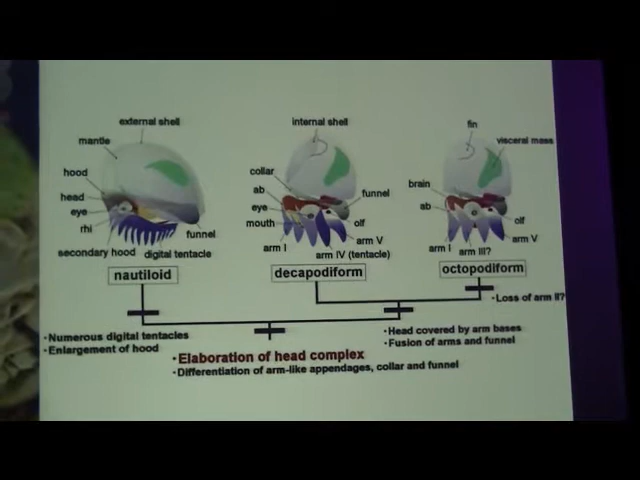 external shell
mantle
hood
head
eye
rhi
secondary hood
digital tentacle
funnel
nautiloid
internal shell
collar
ab
eye
mouth
arm I
arm IV (tentacle)
arm V
olf
funnel
decapodiform
fin
visceral mass
brain
ab
arm I
arm III?
arm V
olf
octopodiform
· Loss of arm II?
· Numerous digital tentacles
· Enlargement of hood
· Head covered by arm bases
· Fusion of arms and funnel
· Elaboration of head complex
· Differentiation of arm-like appendages, collar and funnel